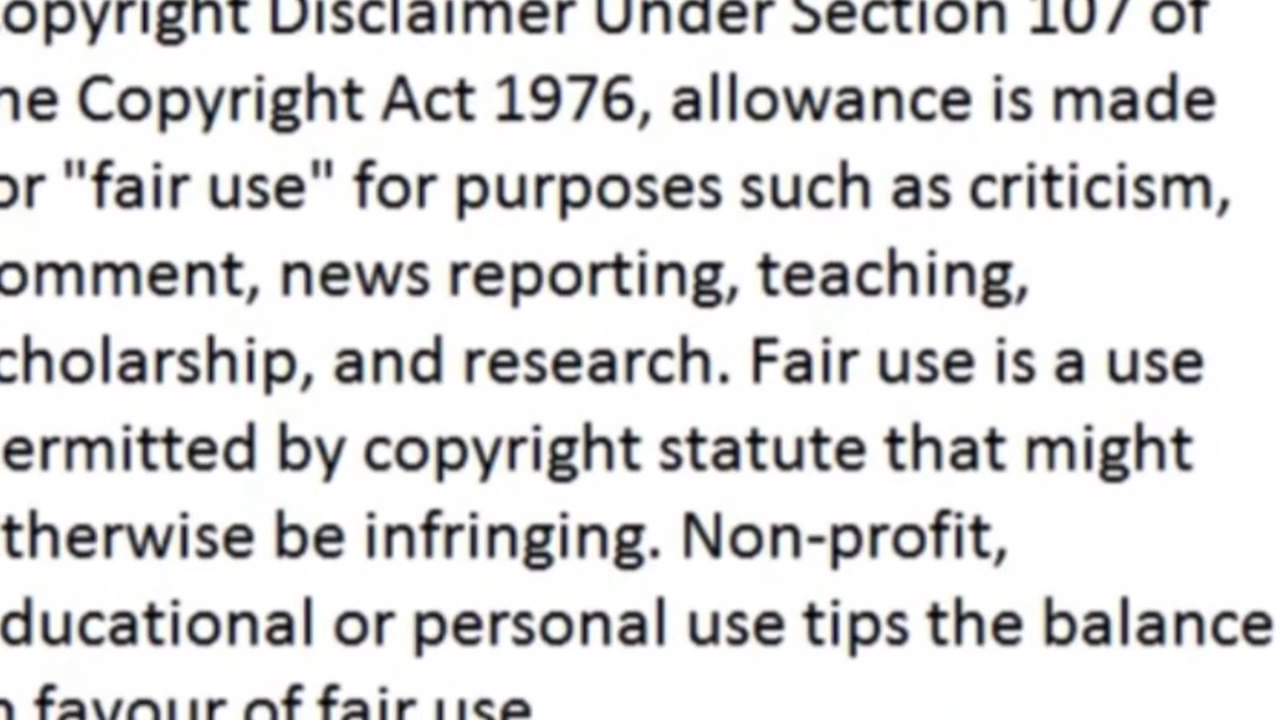 opyright Disclaimer Under Section 107 of
he Copyright Act 1976, allowance is made
or "fair use" for purposes such as criticism,
omment, news reporting, teaching,
cholarship, and research. Fair use is a use
ermitted by copyright statute that might
therwise be infringing. Non-profit,
ducational or personal use tips the balance
n favour of fair use